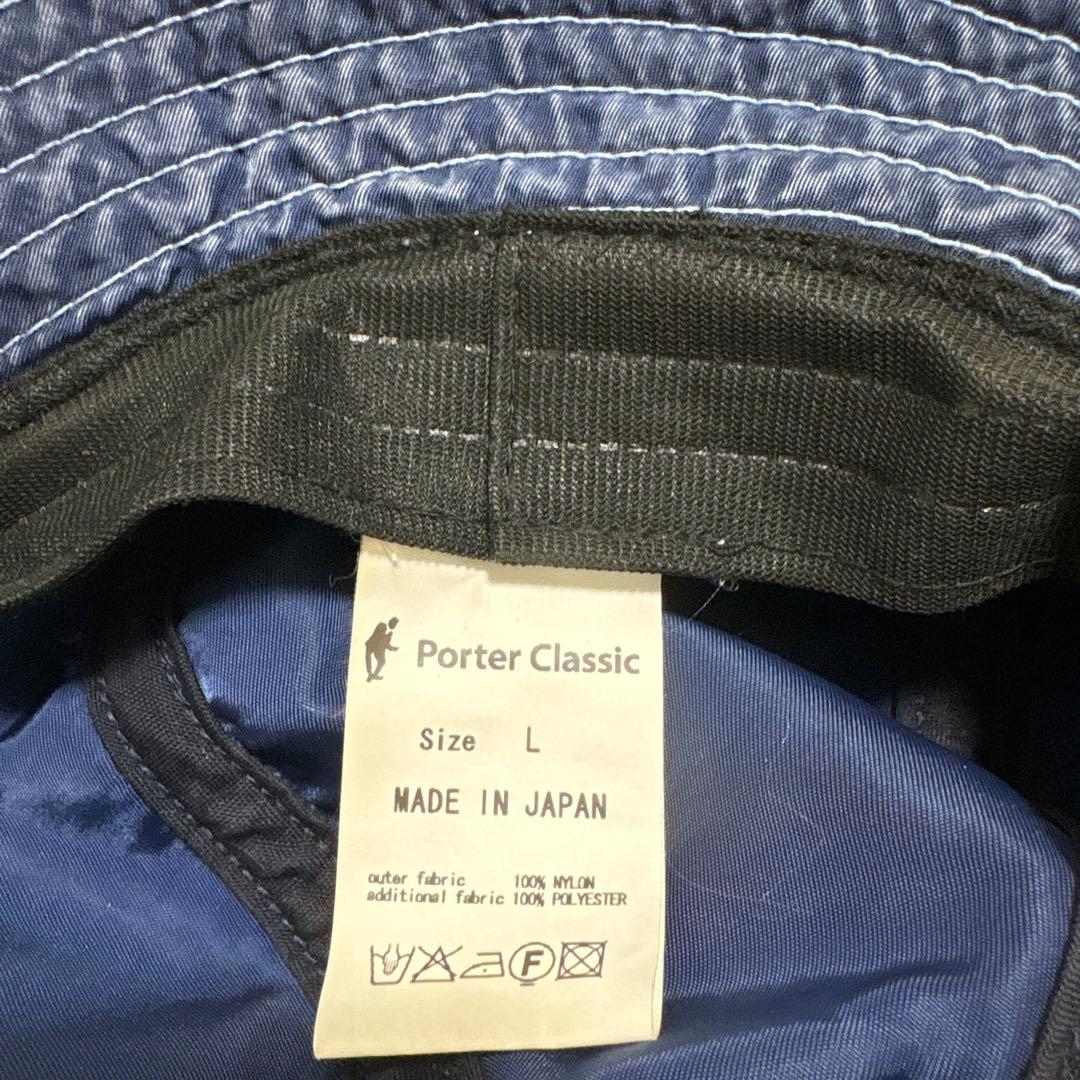 Porter Classic
Size L
MADE IN JAPAN
outer fabric 100% NYLON
additional fabric 100% POLYESTER
F